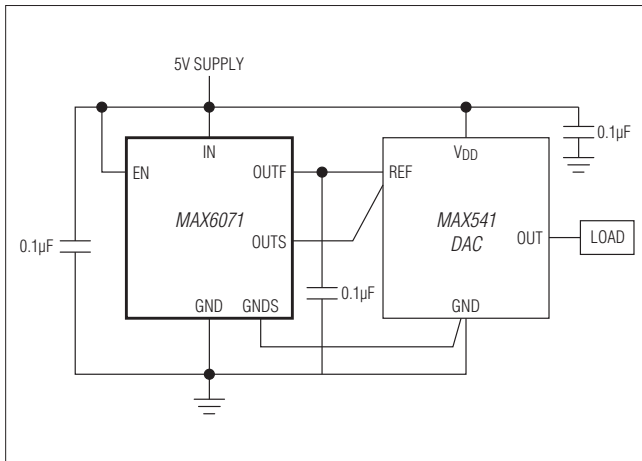 5V SUPPLY
0.1µF
IN
VDD
EN
OUTF
REF
MAX6071
MAX541
DAC
OUTS
OUT
LOAD
0.1µF
0.1µF
GND
GNDS
GND